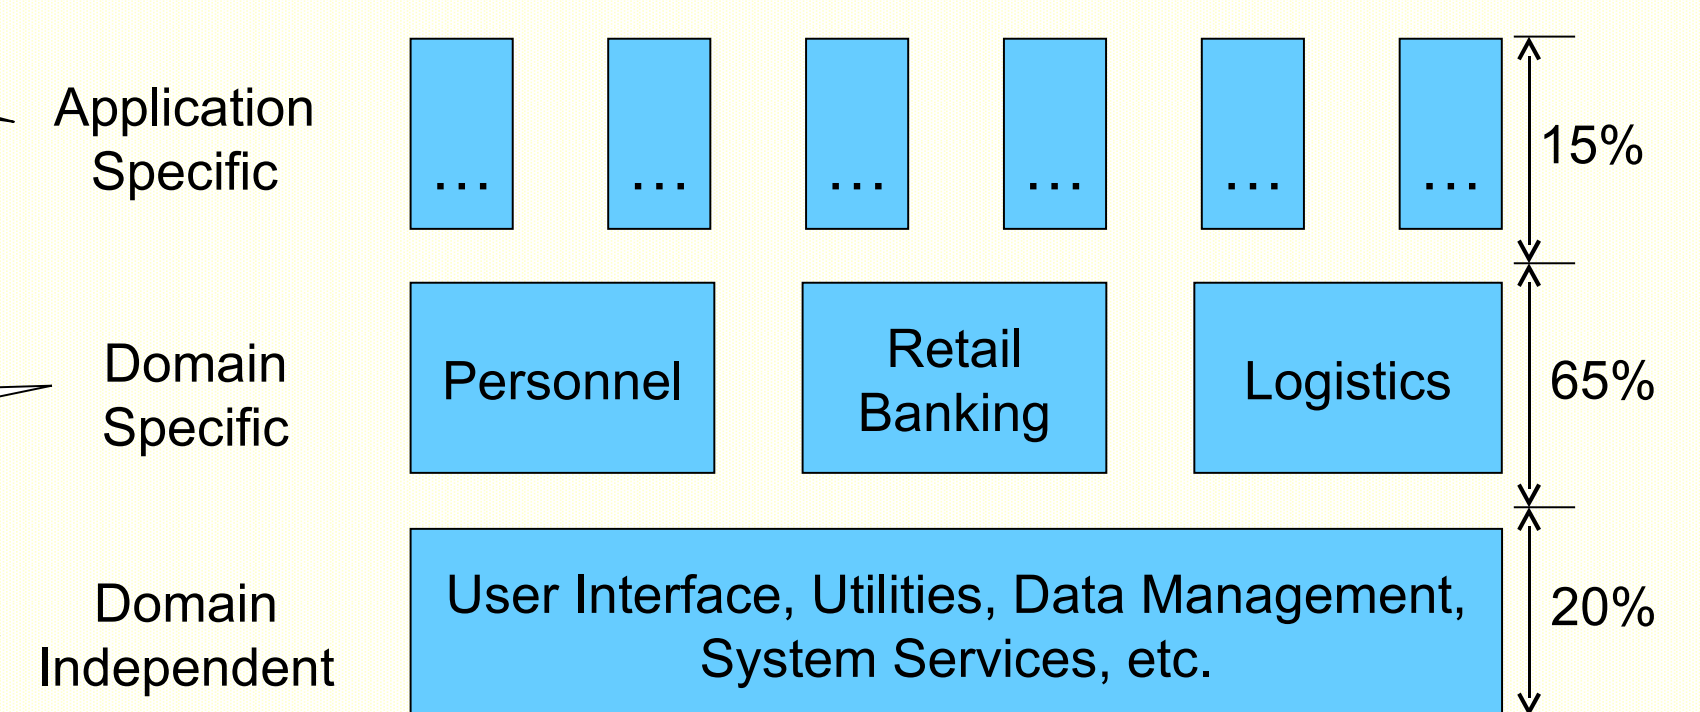 Application
Specific
… … … … … …
15%
Domain
Specific
Personnel
Retail
Banking
Logistics
65%
Domain
Independent
User Interface, Utilities, Data Management,
System Services, etc.
20%